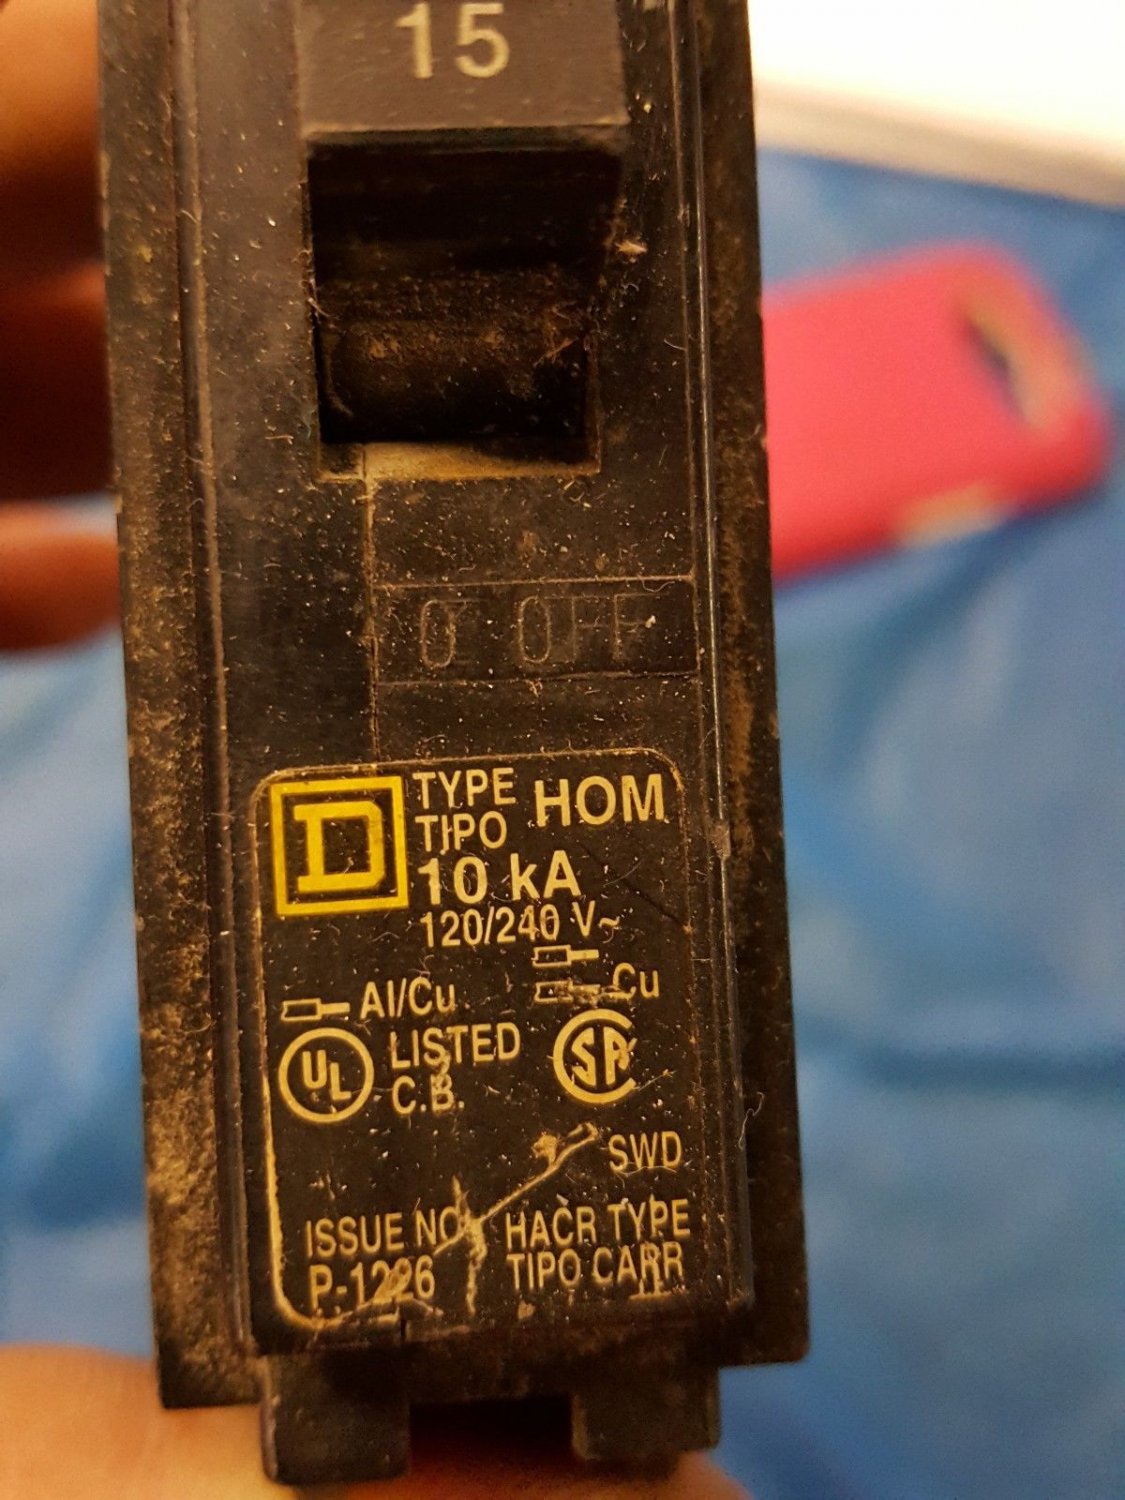 15
O OFF
D
TYPE HOM
TIPO
10 kA
120/240 V~
Al/Cu
Cu
UL LISTED
C.B.
SA
SWD
ISSUE NO.
P-1226
HACR TYPE
TIPO CARR